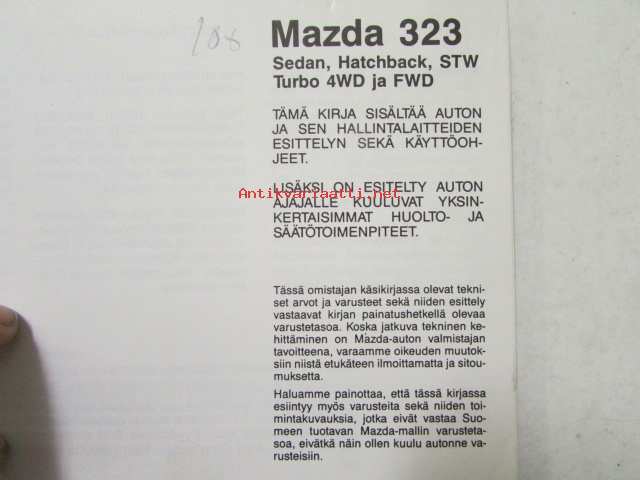 108
Mazda 323
Sedan, Hatchback, STW
Turbo 4WD ja FWD
TÄMÄ KIRJA SISÄLTÄÄ AUTON
JA SEN HALLINTALAITTEIDEN
ESITTELYN SEKÄ KÄYTTÖOH-
JEET.
LISÄKSI ON ESITELTY AUTON
Antikvariaatti.net
AJAJALLE KUULUVAT YKSIN-
KERTAISIMMAT HUOLTO- JA
SÄÄTÖTOIMENPITEET.
Tässä omistajan käsikirjassa olevat tekni-
set arvot ja varusteet sekä niiden esittely
vastaavat kirjan painatushetkellä olevaa
varustetasoa. Koska jatkuva tekninen ke-
hittäminen on Mazda-auton valmistajan
tavoitteena, varaamme oikeuden muutok-
siin niistä etukäteen ilmoittamatta ja sitou-
muksetta.
Haluamme painottaa, että tässä kirjassa
esiintyy myös varusteita sekä niiden toi-
mintakuvauksia, jotka eivät vastaa Suo-
meen tuotavan Mazda-mallin varusteta-
soa, eivätkä näin ollen kuulu autonne va-
rusteisiin.